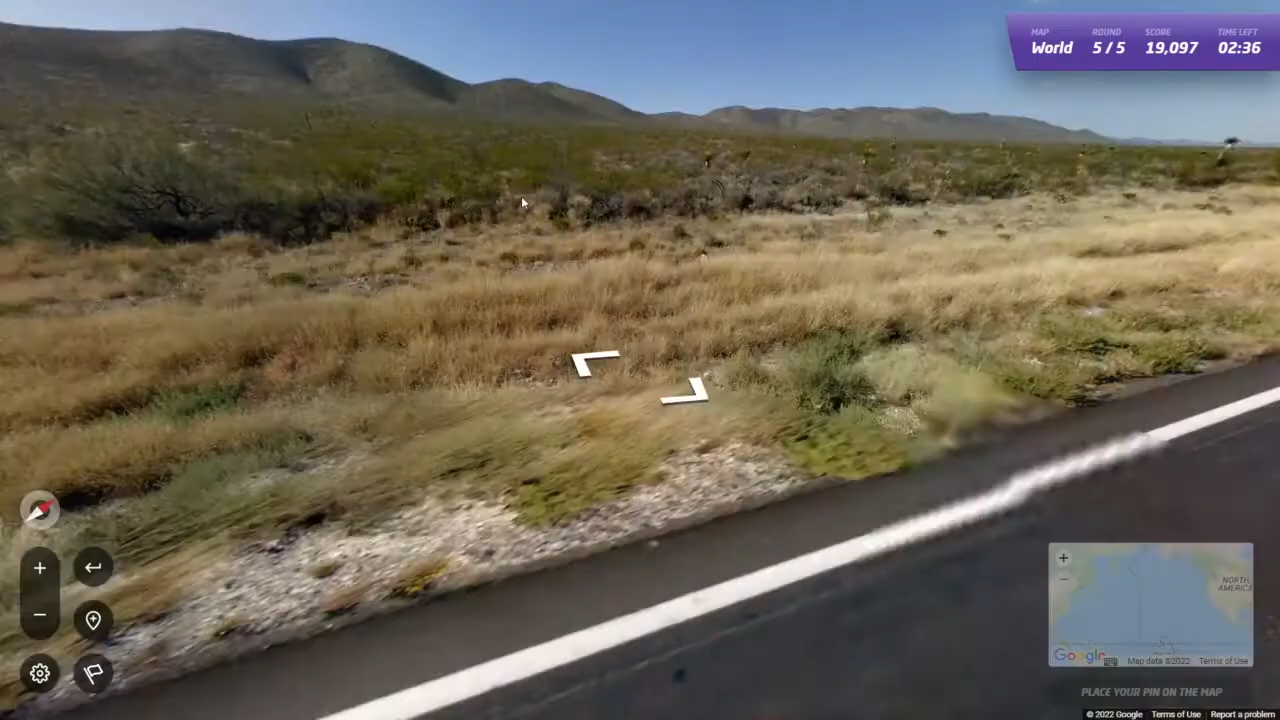 MAP ROUND SCORE TIME LEFT
World 5 / 5 19,097 02:36
NORTH
AMERICA
Google Map data ©2022 Terms of Use
PLACE YOUR PIN ON THE MAP
© 2022 Google Terms of Use Report a problem